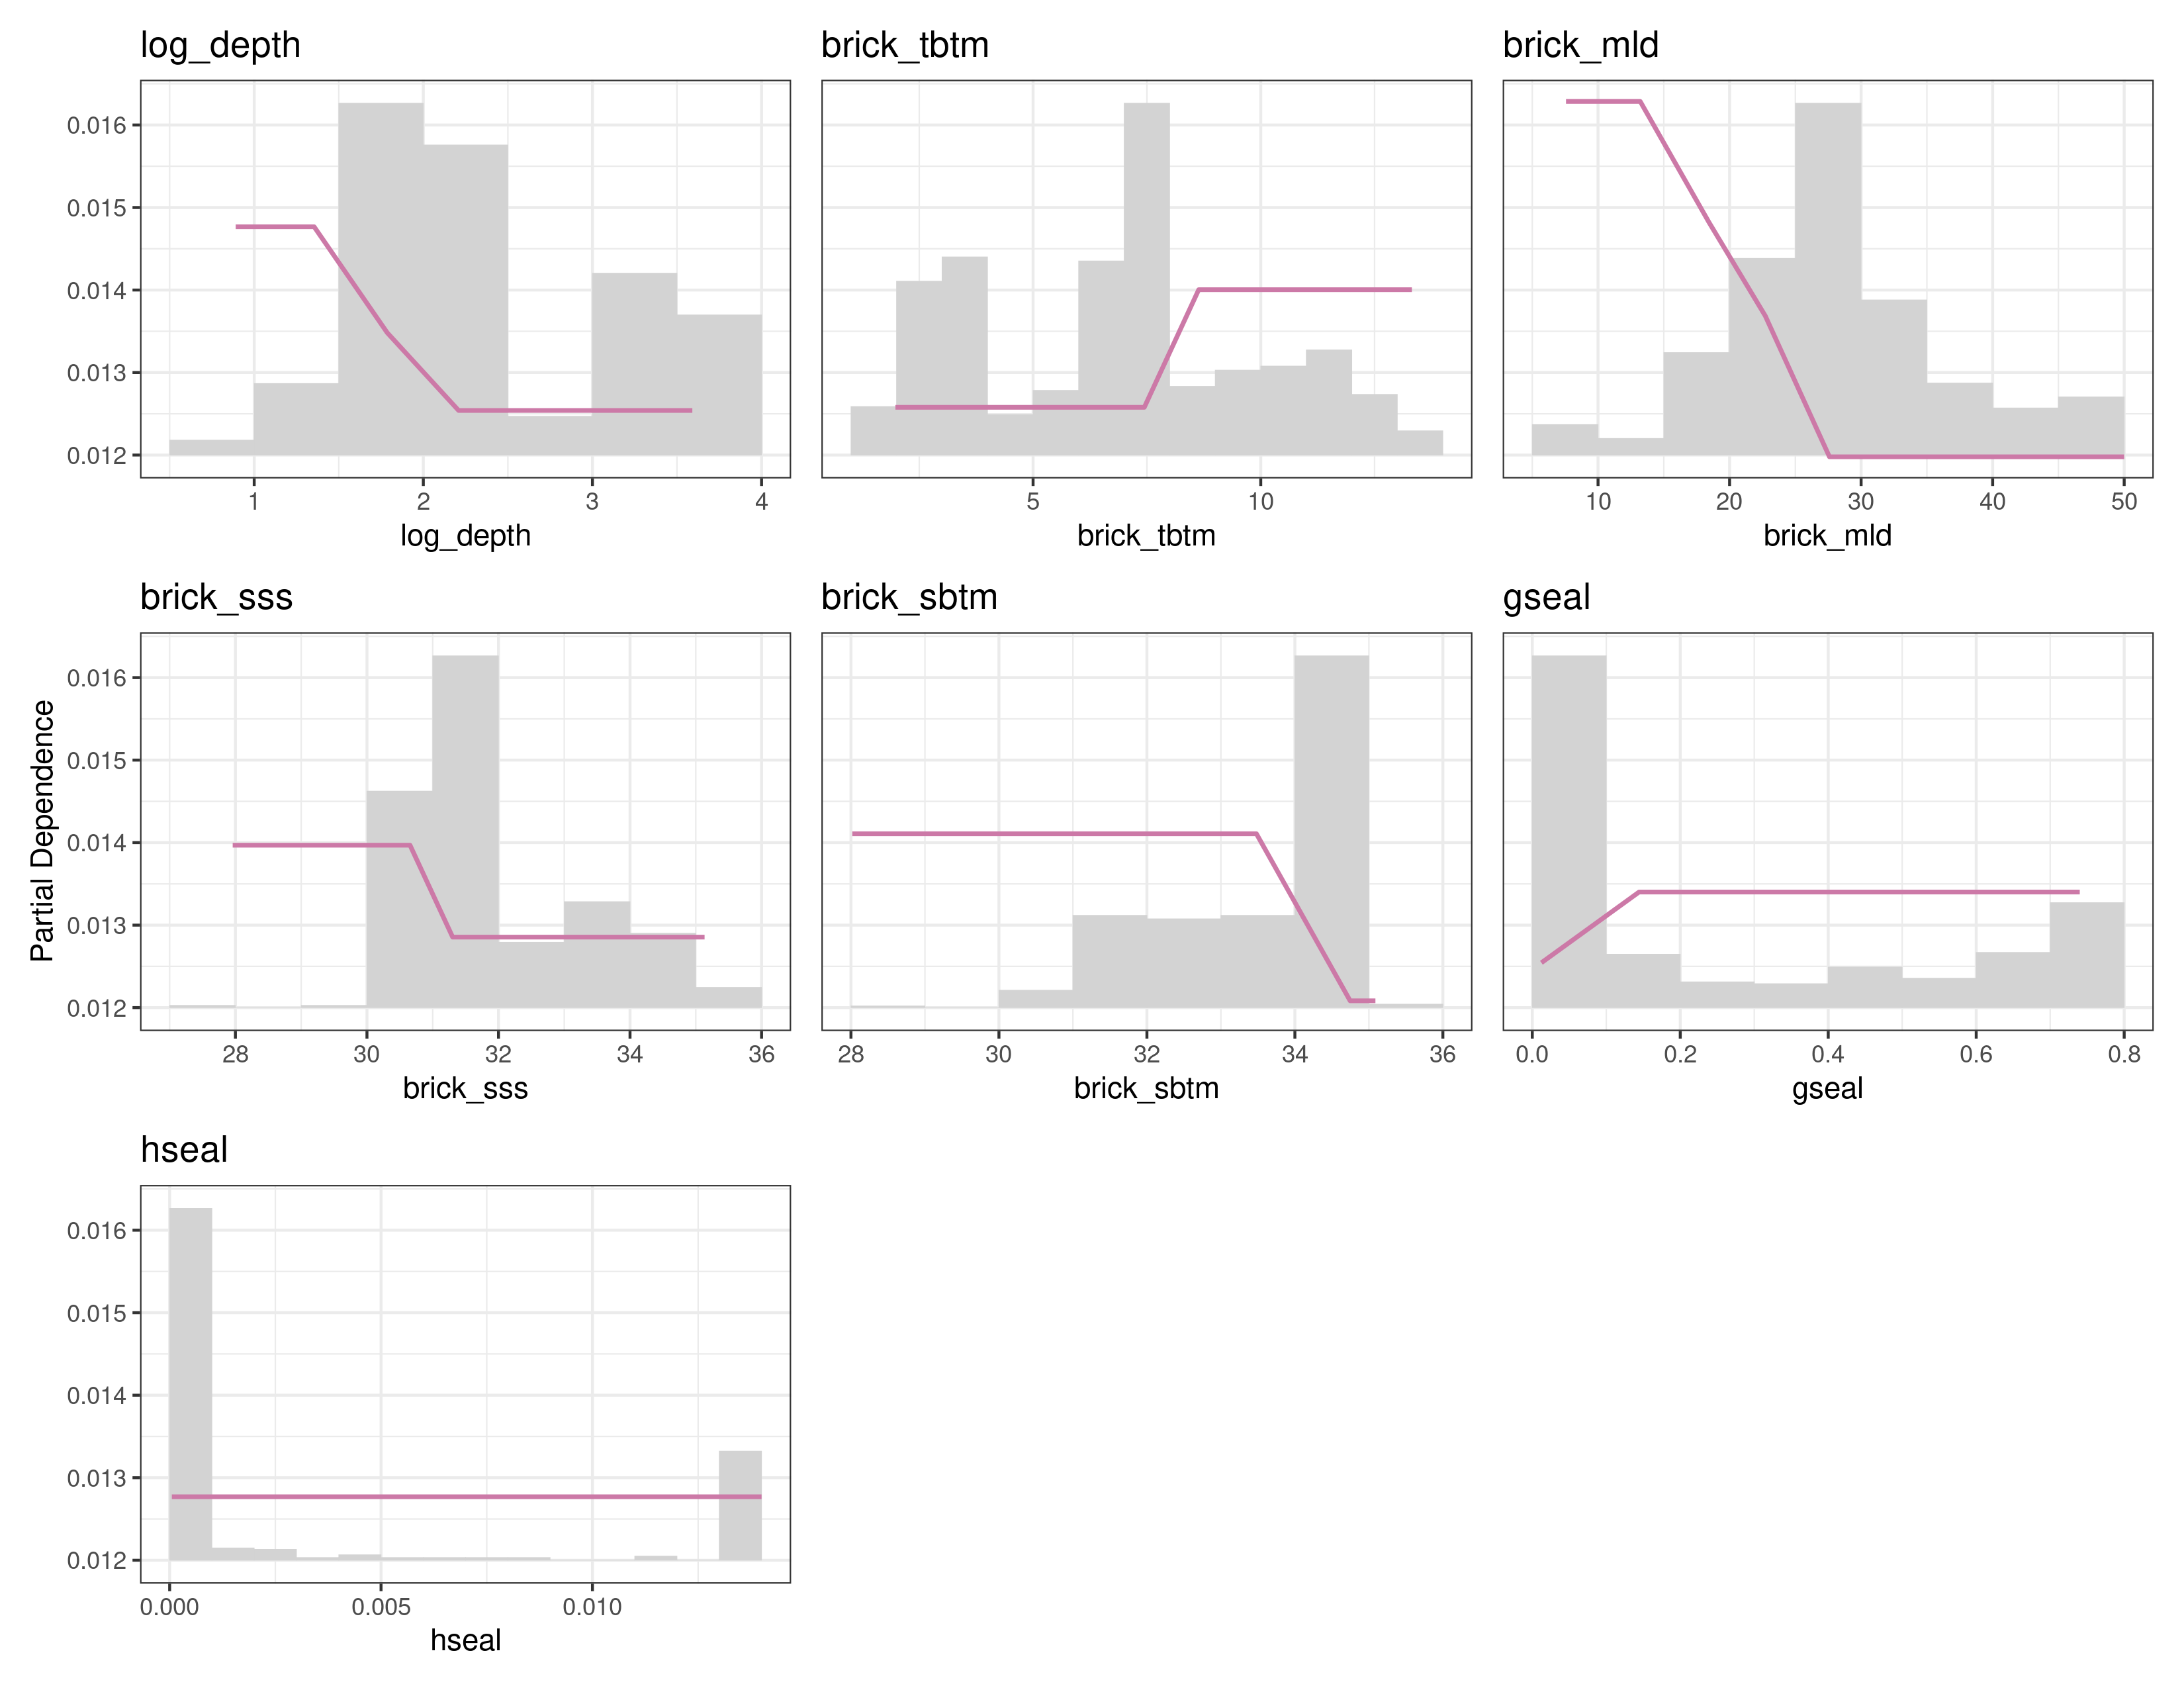 log_depth
brick_tbtm
brick_mld
0.016
0.015
0.014
0.013
0.012
1 2 3 4
5 10
10 20 30 40 50
log_depth
brick_tbtm
brick_mld
brick_sss
brick_sbtm
gseal
Partial Dependence
0.016
0.015
0.014
0.013
0.012
28 30 32 34 36
28 30 32 34 36
0.0 0.2 0.4 0.6 0.8
brick_sss
brick_sbtm
gseal
hseal
0.016
0.015
0.014
0.013
0.012
0.000 0.005 0.010
hseal